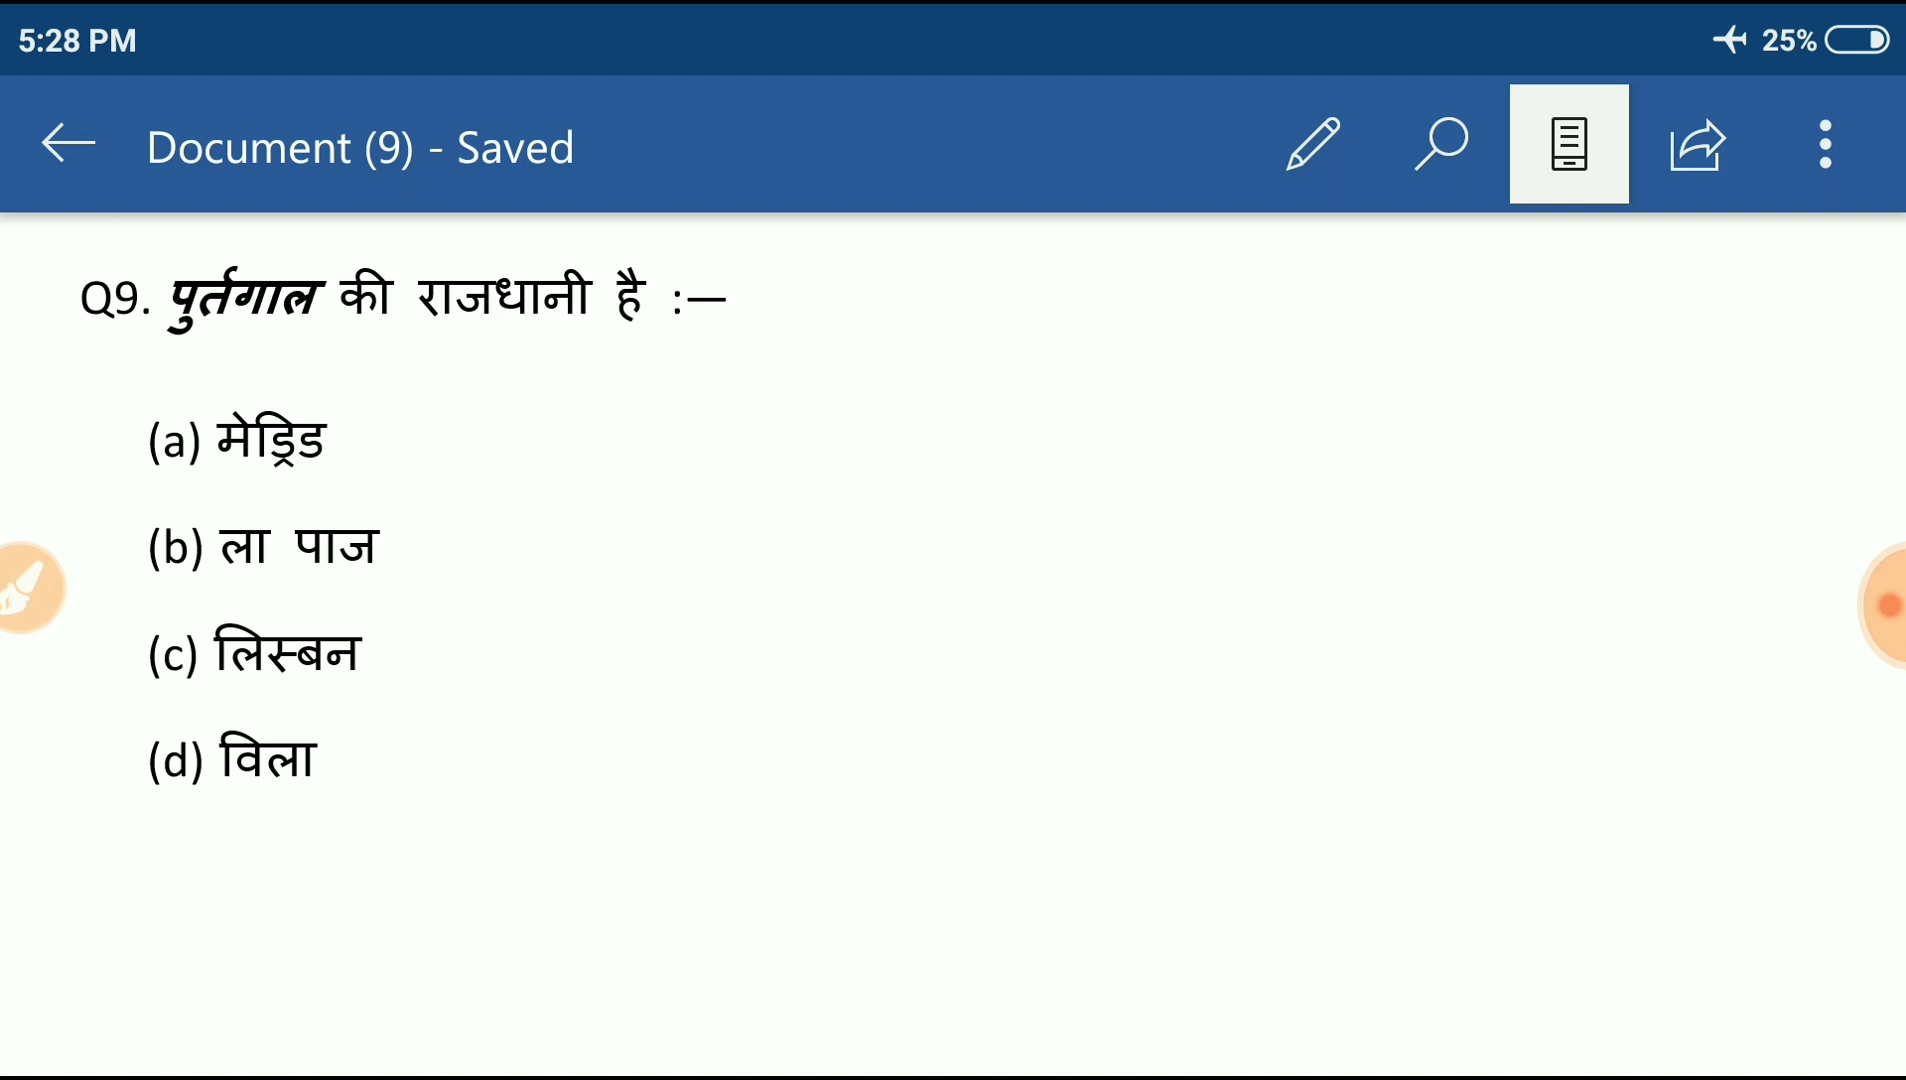 5:28 PM 25%
Document (9) - Saved
Q9. पुर्तगाल की राजधानी है :—
(a) मेड्रिड
(b) ला पाज
(c) लिस्बन
(d) विला